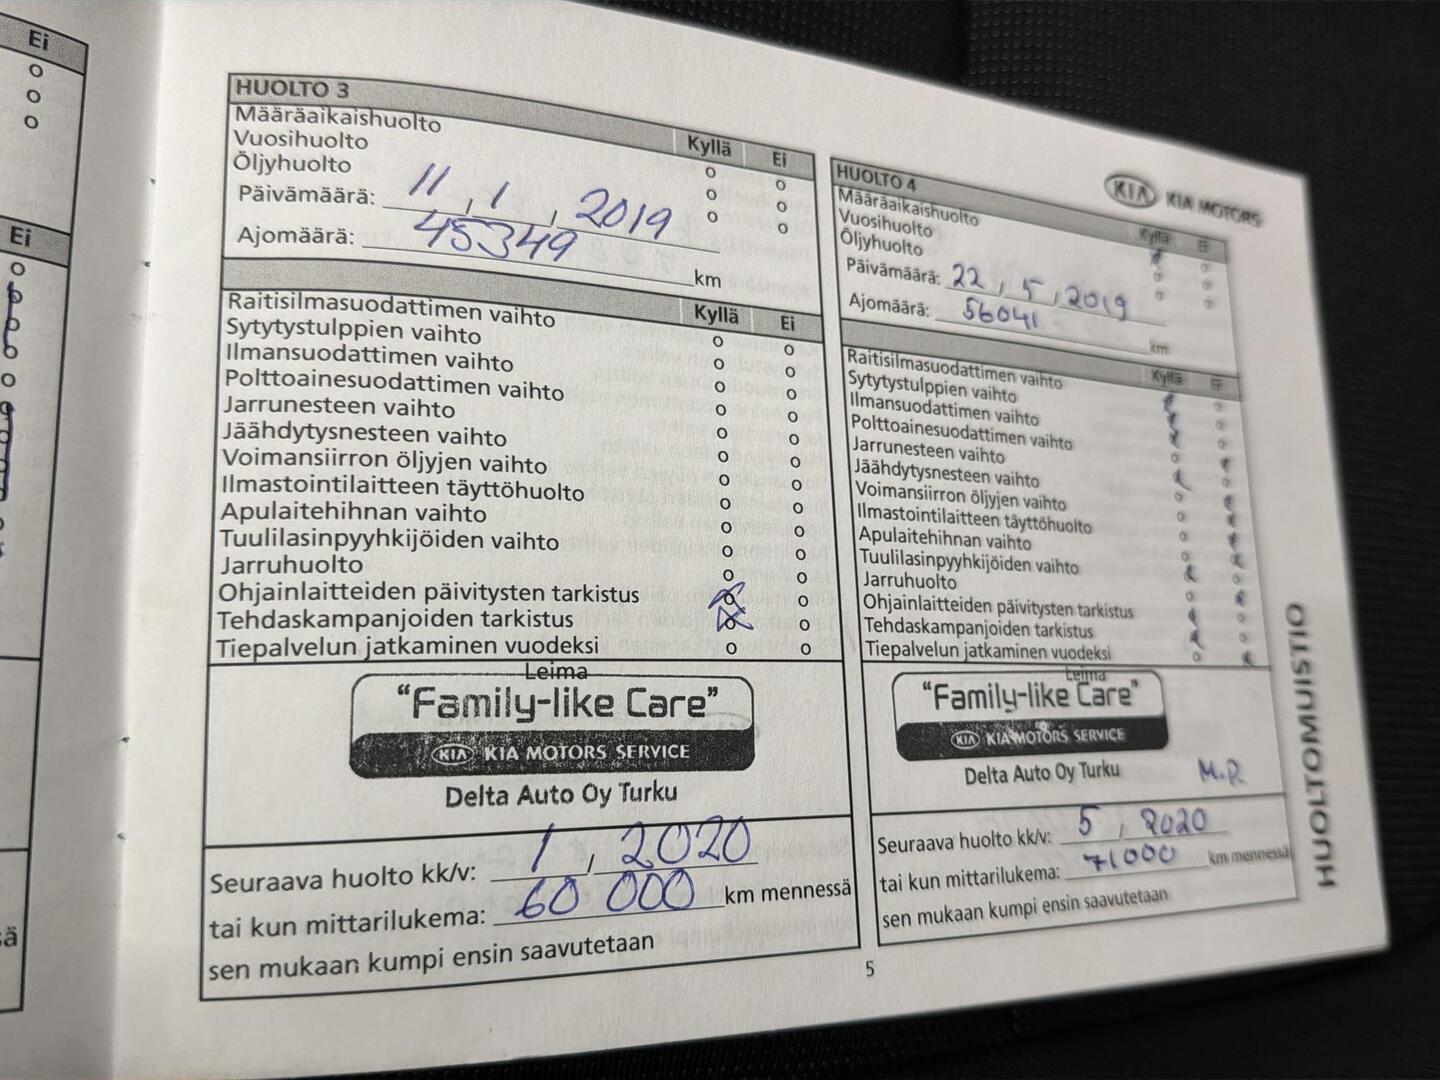 Ei
Ei
HUOLTO 3
Kyllä Ei
Määräaikaishuolto
Vuosihuolto
Öljyhuolto
Päivämäärä: 11, 1, 2019
Ajomäärä: 45349 km
Kyllä Ei
Raitisilmasuodattimen vaihto
Sytytystulppien vaihto
Ilmansuodattimen vaihto
Polttoainesuodattimen vaihto
Jarrunesteen vaihto
Jäähdytysnesteen vaihto
Voimansiirron öljyjen vaihto
Ilmastointilaitteen täyttöhuolto
Apulaitehihnan vaihto
Tuulilasinpyyhkijöiden vaihto
Jarruhuolto
Ohjainlaitteiden päivitysten tarkistus
Tehdaskampanjoiden tarkistus
Tiepalvelun jatkaminen vuodeksi
Leima
"Family-like Care"
KIA KIA MOTORS SERVICE
Delta Auto Oy Turku
Seuraava huolto kk/v: 1, 2020
tai kun mittarilukema: 60 000 km mennessä
sen mukaan kumpi ensin saavutetaan
KIA KIA MOTORS
HUOLTO 4
Kyllä Ei
Määräaikaishuolto
Vuosihuolto
Öljyhuolto
Päivämäärä: 22, 5, 2019
Ajomäärä: 56041 km
Kyllä Ei
Raitisilmasuodattimen vaihto
Sytytystulppien vaihto
Ilmansuodattimen vaihto
Polttoainesuodattimen vaihto
Jarrunesteen vaihto
Jäähdytysnesteen vaihto
Voimansiirron öljyjen vaihto
Ilmastointilaitteen täyttöhuolto
Apulaitehihnan vaihto
Tuulilasinpyyhkijöiden vaihto
Jarruhuolto
Ohjainlaitteiden päivitysten tarkistus
Tehdaskampanjoiden tarkistus
Tiepalvelun jatkaminen vuodeksi
Leima
"Family-like Care"
KIA KIA MOTORS SERVICE
Delta Auto Oy Turku M.R
Seuraava huolto kk/v: 5, 2020
tai kun mittarilukema: 71000 km mennessä
sen mukaan kumpi ensin saavutetaan
HUOLTOMUISTIO
5